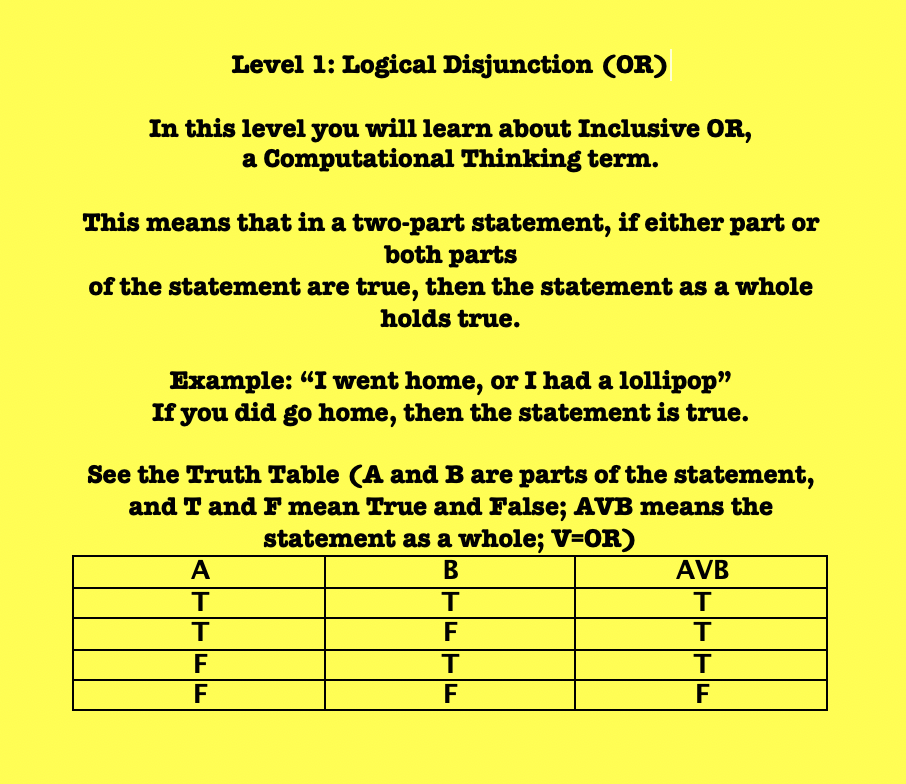 Level 1: Logical Disjunction (OR)
In this level you will learn about Inclusive OR,
a Computational Thinking term.
This means that in a two-part statement, if either part or
both parts
of the statement are true, then the statement as a whole
holds true.
Example: “I went home, or I had a lollipop”
If you did go home, then the statement is true.
See the Truth Table (A and B are parts of the statement,
and T and F mean True and False; AVB means the
statement as a whole; V=OR)
A B AVB
T T T
T F T
F T T
F F F